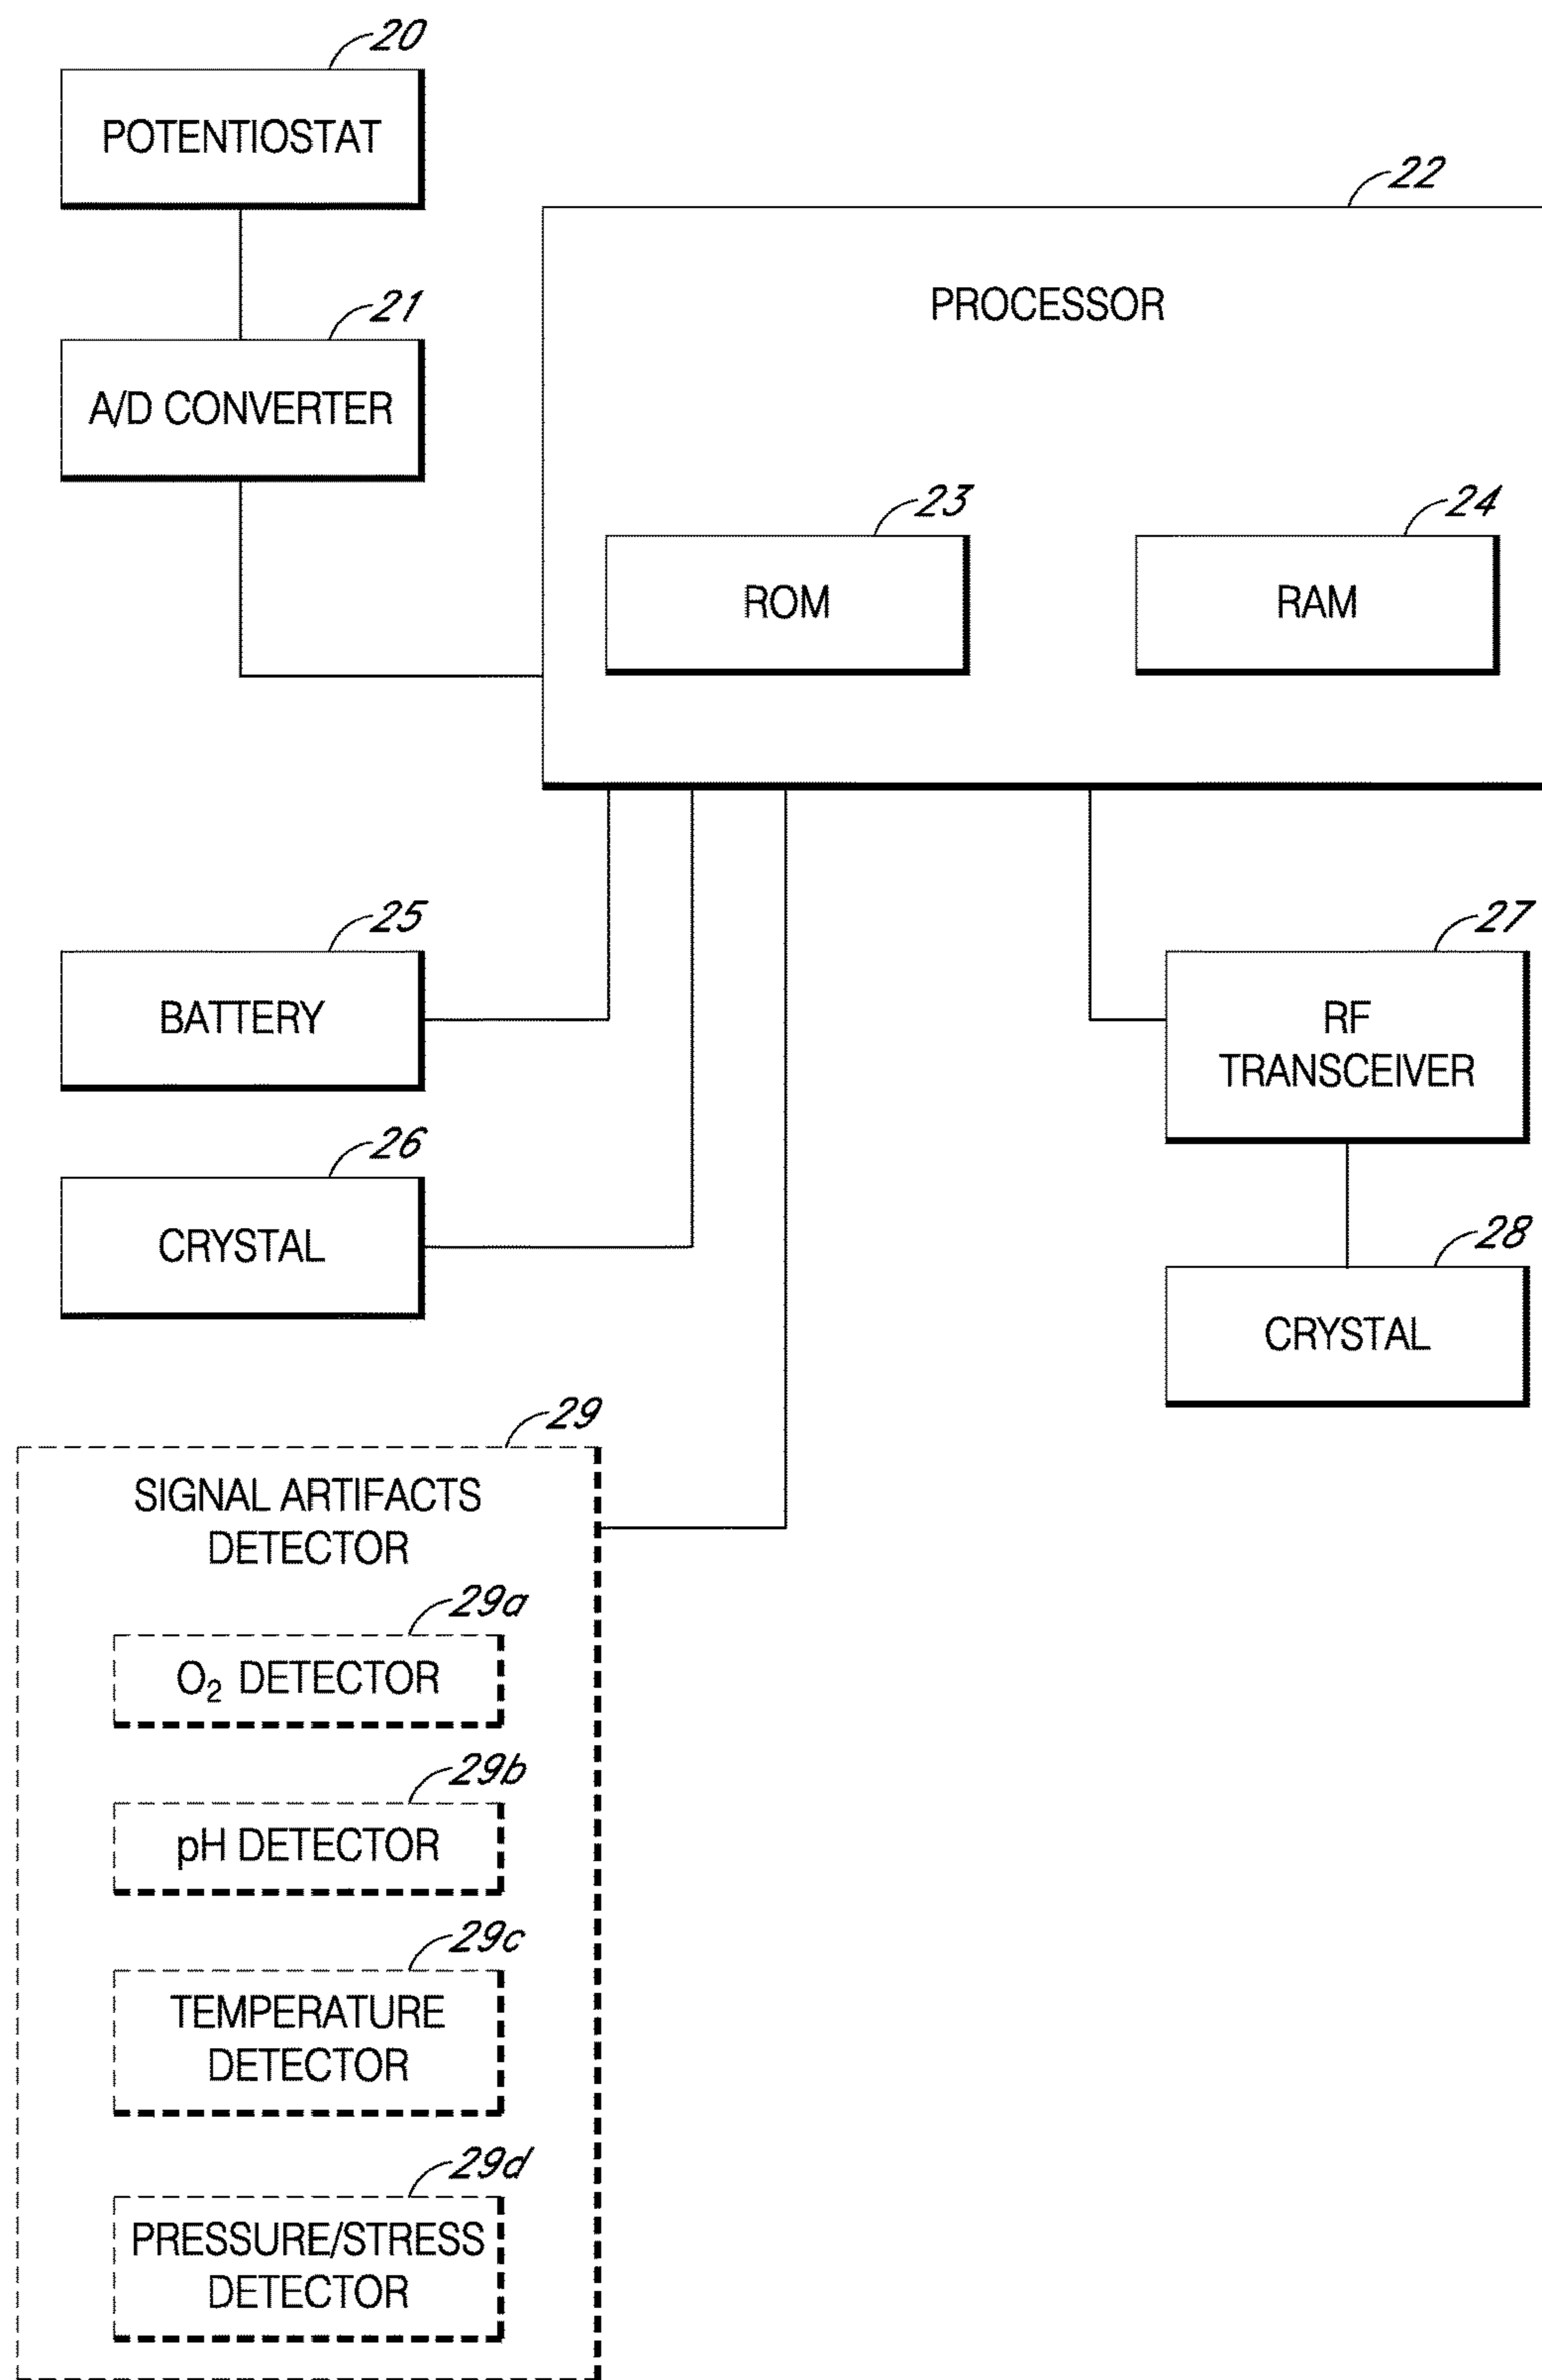 20
POTENTIOSTAT
22
PROCESSOR
21
A/D CONVERTER
23
ROM
24
RAM
25
BATTERY
27
RF
TRANSCEIVER
26
CRYSTAL
28
CRYSTAL
29
SIGNAL ARTIFACTS
DETECTOR
29a
O₂ DETECTOR
29b
pH DETECTOR
29c
TEMPERATURE
DETECTOR
29d
PRESSURE/STRESS
DETECTOR